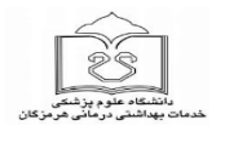 دانشگاه علوم پزشکی
خدمات بهداشتی درمانی هرمزگان